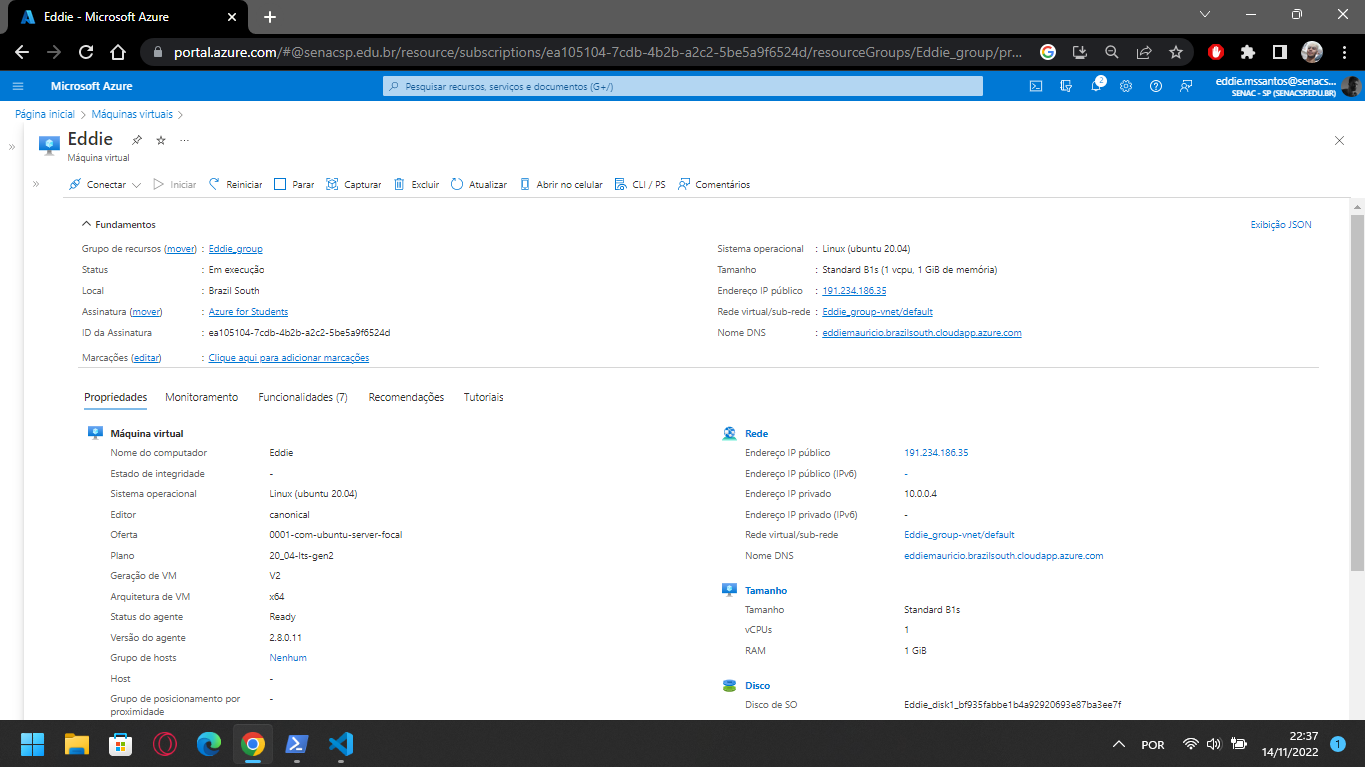 Eddie - Microsoft Azure
portal.azure.com/#@senacsp.edu.br/resource/subscriptions/ea105104-7cdb-4b2b-a2c2-5be5a9f6524d/resourceGroups/Eddie_group/pr...
Microsoft Azure
Pesquisar recursos, serviços e documentos (G+/)
2
eddie.mssantos@senacs...
SENAC - SP (SENACSP.EDU.BR)
Página inicial > Máquinas virtuais >
Eddie
Máquina virtual
Conectar Iniciar Reiniciar Parar Capturar Excluir Atualizar Abrir no celular CLI / PS Comentários
Fundamentos Exibição JSON
Grupo de recursos (mover) : Eddie_group
Status : Em execução
Local : Brazil South
Assinatura (mover) : Azure for Students
ID da Assinatura : ea105104-7cdb-4b2b-a2c2-5be5a9f6524d
Marcações (editar) : Clique aqui para adicionar marcações
Sistema operacional : Linux (ubuntu 20.04)
Tamanho : Standard B1s (1 vcpu, 1 GiB de memória)
Endereço IP público : 191.234.186.35
Rede virtual/sub-rede : Eddie_group-vnet/default
Nome DNS : eddiemauricio.brazilsouth.cloudapp.azure.com
Propriedades Monitoramento Funcionalidades (7) Recomendações Tutoriais
Máquina virtual
Nome do computador Eddie
Estado de integridade -
Sistema operacional Linux (ubuntu 20.04)
Editor canonical
Oferta 0001-com-ubuntu-server-focal
Plano 20_04-lts-gen2
Geração de VM V2
Arquitetura de VM x64
Status do agente Ready
Versão do agente 2.8.0.11
Grupo de hosts Nenhum
Host -
Grupo de posicionamento por -
proximidade
Rede
Endereço IP público 191.234.186.35
Endereço IP público (IPv6) -
Endereço IP privado 10.0.0.4
Endereço IP privado (IPv6) -
Rede virtual/sub-rede Eddie_group-vnet/default
Nome DNS eddiemauricio.brazilsouth.cloudapp.azure.com
Tamanho
Tamanho Standard B1s
vCPUs 1
RAM 1 GiB
Disco
Disco de SO Eddie_disk1_bf935fabbe1b4a92920693e87ba3ee7f
POR
22:37
14/11/2022
1